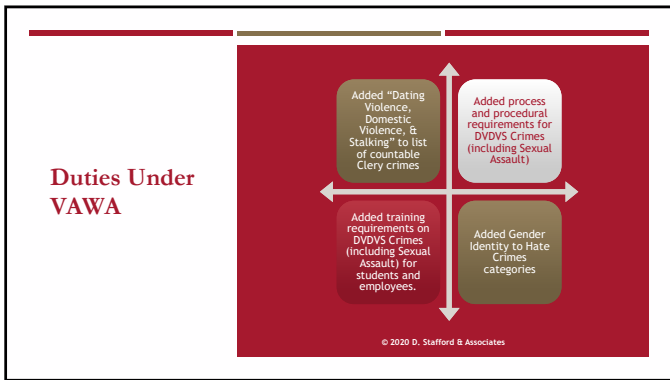 Duties Under
VAWA
Added “Dating
Violence,
Domestic
Violence, &
Stalking” to list
of countable
Clery crimes
Added process
and procedural
requirements for
DVDVS Crimes
(including Sexual
Assault)
Added training
requirements on
DVDVS Crimes
(including Sexual
Assault) for
students and
employees.
Added Gender
Identity to Hate
Crimes
categories
© 2020 D. Stafford & Associates